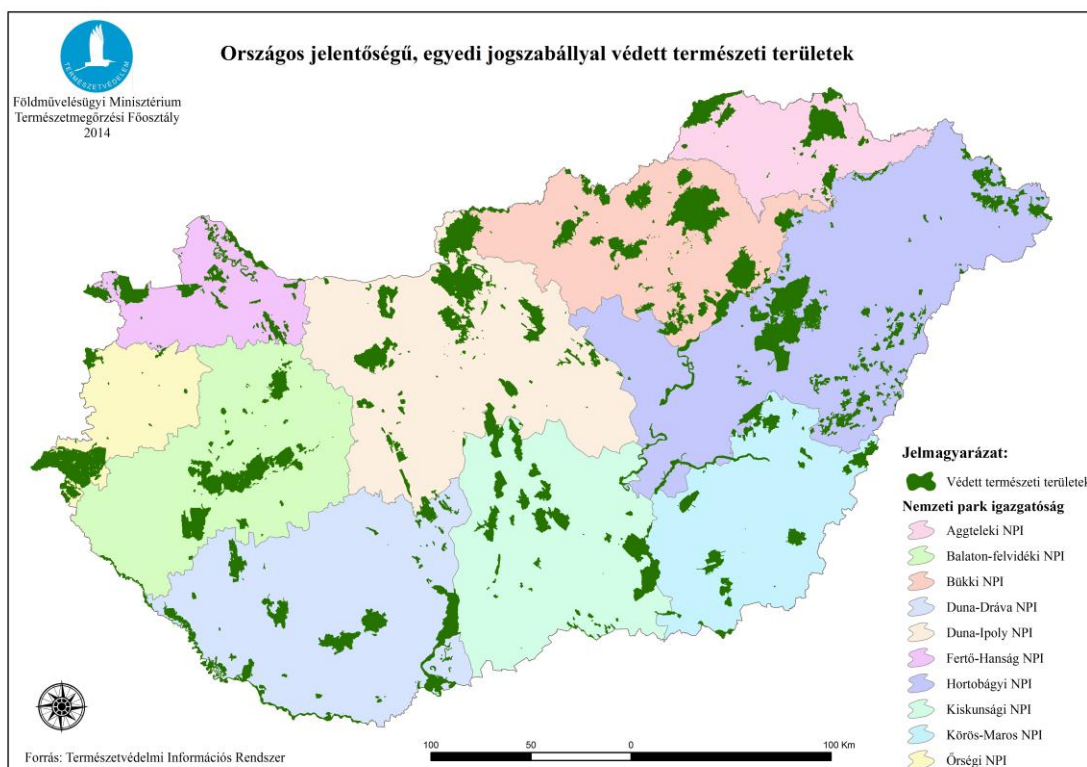 Országos jelentőségű, egyedi jogszabállyal védett természeti területek
TERMÉSZETVÉDELEM
Földművelésügyi Minisztérium
Természetmegőrzési Főosztály
2014
Jelmagyarázat:
Védett természeti területek
Nemzeti park igazgatóság
Aggteleki NPI
Balaton-felvidéki NPI
Bükki NPI
Duna-Dráva NPI
Duna-Ipoly NPI
Fertő-Hanság NPI
Hortobágyi NPI
Kiskunsági NPI
Körös-Maros NPI
Őrségi NPI
100 50 0 100 Km
Forrás: Természetvédelmi Információs Rendszer